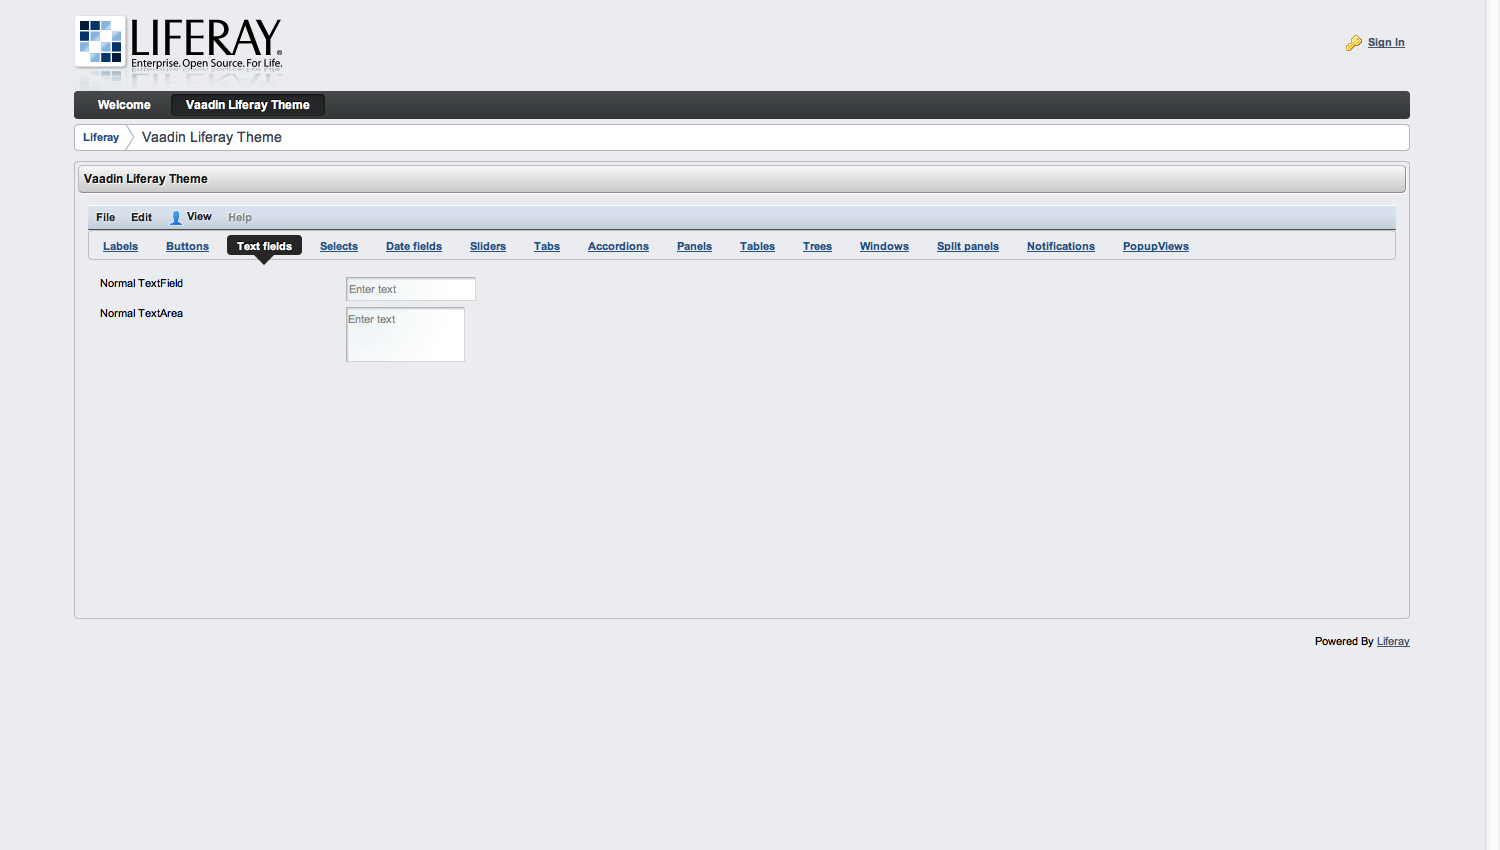 LIFERAY®
Enterprise. Open Source. For Life.
Sign In
Welcome Vaadin Liferay Theme
Liferay Vaadin Liferay Theme
Vaadin Liferay Theme
File Edit View Help
Labels Buttons Text fields Selects Date fields Sliders Tabs Accordions Panels Tables Trees Windows Split panels Notifications PopupViews
Normal TextField Enter text
Normal TextArea Enter text
Powered By Liferay